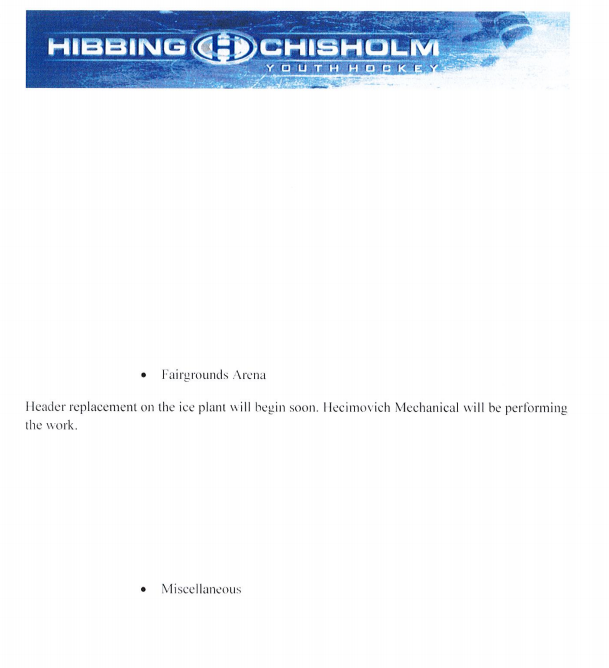 HIBBING CHISHOLM
YOUTH HOCKEY
• Fairgrounds Arena
Header replacement on the ice plant will begin soon. Hecimovich Mechanical will be performing
the work.
• Miscellaneous